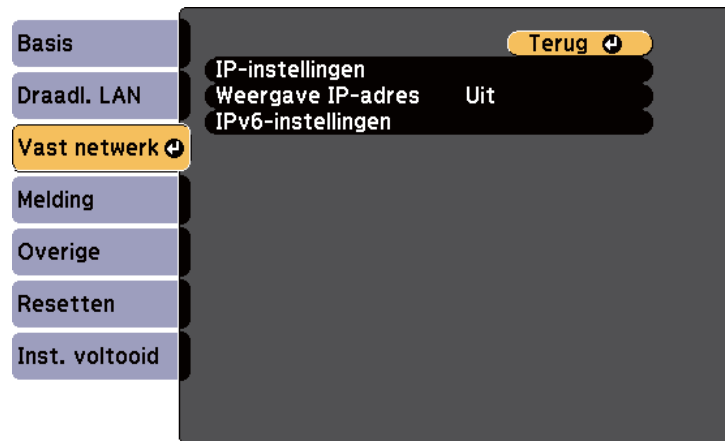 Basis
Draadl. LAN
Vast netwerk
Melding
Overige
Resetten
Inst. voltooid
Terug
IP-instellingen
Weergave IP-adres Uit
IPv6-instellingen